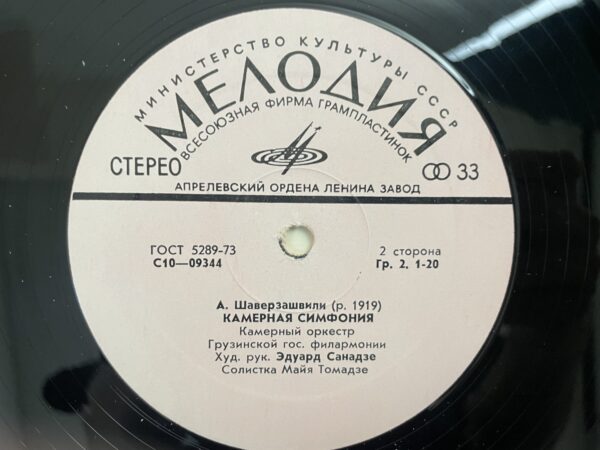 МИНИСТЕРСТВО КУЛЬТУРЫ СССР
МЕЛОДИЯ
ВСЕСОЮЗНАЯ ФИРМА ГРАМПЛАСТИНОК
СТЕРЕО 33
АПРЕЛЕВСКИЙ ОРДЕНА ЛЕНИНА ЗАВОД
ГОСТ 5289-73 2 сторона
С10—09344 Гр. 2. 1-20
А. Шаверзашвили (р. 1919)
КАМЕРНАЯ СИМФОНИЯ
Камерный оркестр
Грузинской гос. филармонии
Худ. рук. Эдуард Санадзе
Солистка Майя Томадзе